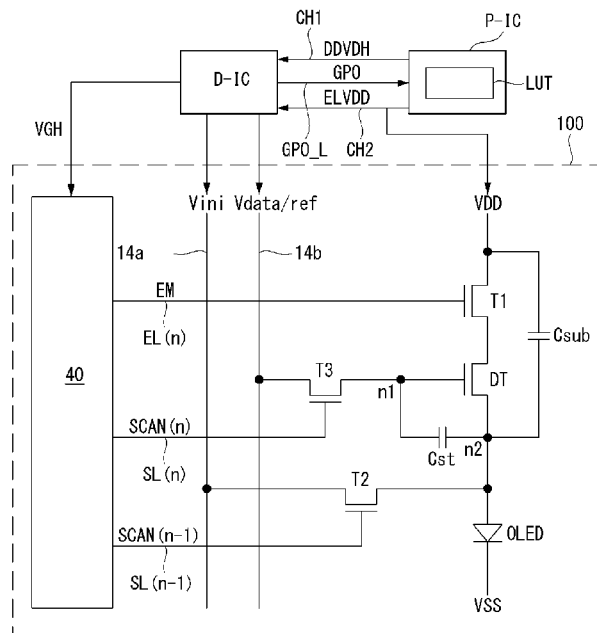 CH1
P-IC
DDVDH
D-IC
GPO
LUT
ELVDD
VGH
GPO_L
CH2
100
Vini
Vdata/ref
VDD
14a
14b
EM
T1
EL(n)
Csub
40
T3
DT
n1
SCAN(n)
n2
SL(n)
Cst
T2
SCAN(n-1)
OLED
SL(n-1)
VSS